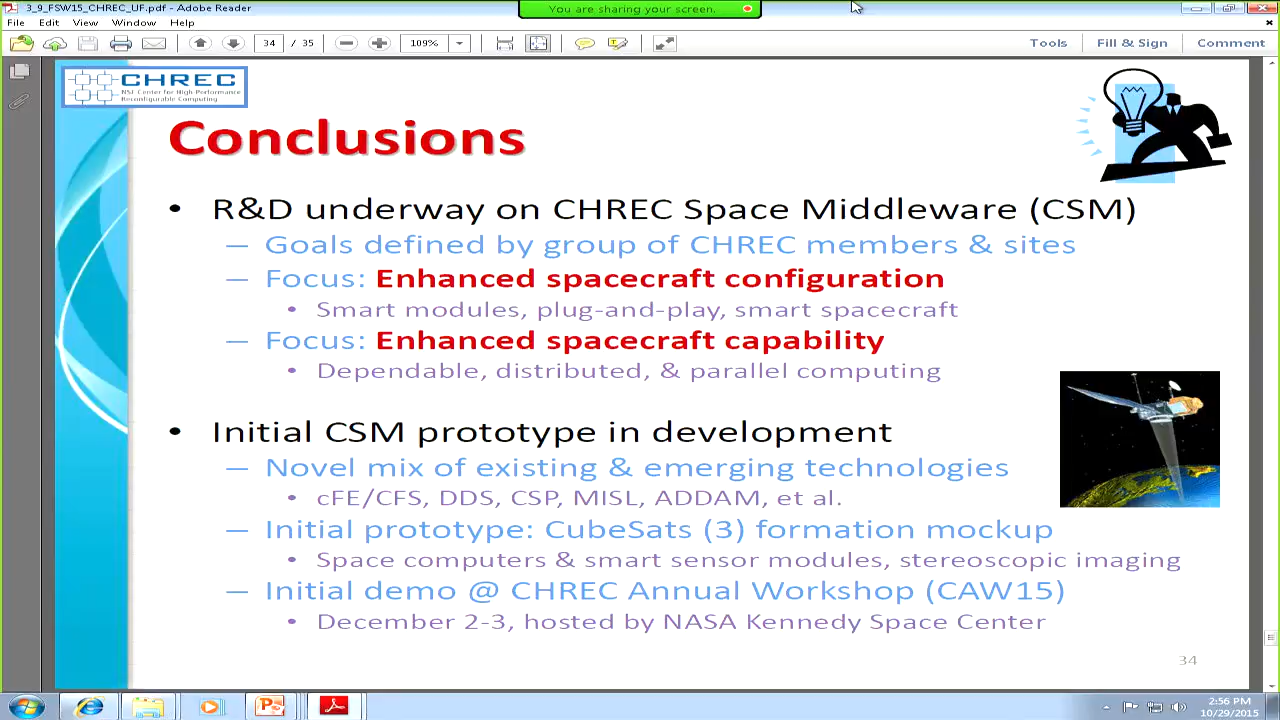 3_9_FSW15_CHREC_UF.pdf - Adobe Reader
You are sharing your screen.
File Edit View Window Help
34 / 35 109% Tools Fill & Sign Comment
CHREC
NSF Center for High Performance
Reconfigurable Computing
Conclusions
• R&D underway on CHREC Space Middleware (CSM)
– Goals defined by group of CHREC members & sites
– Focus: Enhanced spacecraft configuration
• Smart modules, plug-and-play, smart spacecraft
– Focus: Enhanced spacecraft capability
• Dependable, distributed, & parallel computing
• Initial CSM prototype in development
– Novel mix of existing & emerging technologies
• cFE/CFS, DDS, CSP, MISL, ADDAM, et al.
– Initial prototype: CubeSats (3) formation mockup
• Space computers & smart sensor modules, stereoscopic imaging
– Initial demo @ CHREC Annual Workshop (CAW15)
• December 2-3, hosted by NASA Kennedy Space Center
34
2:56 PM
10/29/2015